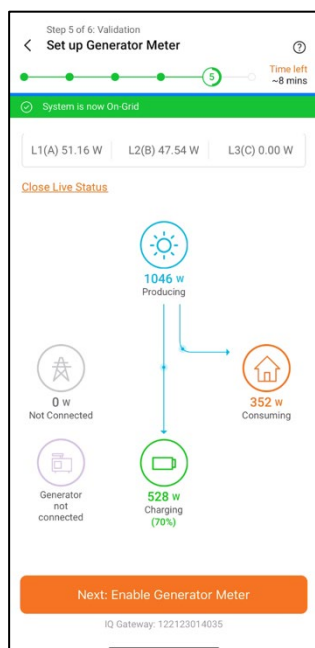 Step 5 of 6: Validation
Set up Generator Meter
5
Time left
~8 mins
System is now On-Grid
L1(A) 51.16 W L2(B) 47.54 W L3(C) 0.00 W
Close Live Status
1046 W
Producing
0 W
Not Connected
352 W
Consuming
Generator
not
connected
528 W
Charging
(70%)
Next: Enable Generator Meter
IQ Gateway: 122123014035